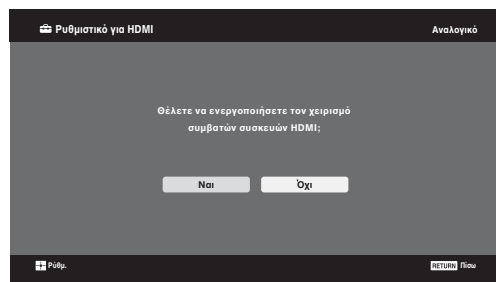 Ρυθμιστικό για HDMI
Αναλογικό
Θέλετε να ενεργοποιήσετε τον χειρισμό
συμβατών συσκευών HDMI;
Ναι
Όχι
Ρύθμ.
RETURN Πίσω